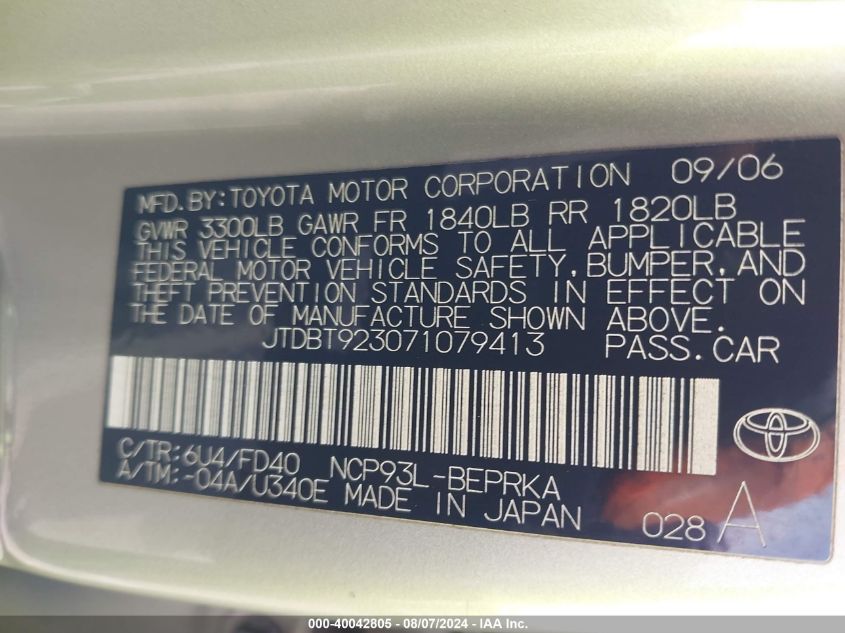 MFD. BY: TOYOTA MOTOR CORPORATION 09/06
GVWR 3300LB GAWR FR 1840LB RR 1820LB
THIS VEHICLE CONFORMS TO ALL APPLICABLE
FEDERAL MOTOR VEHICLE SAFETY, BUMPER, AND
THEFT PREVENTION STANDARDS IN EFFECT ON
THE DATE OF MANUFACTURE SHOWN ABOVE.
JTDBT923071079413 PASS. CAR
C/TR: 6U4/FD40 NCP93L-BEPRKA
A/TM: -04A/U340E MADE IN JAPAN 028 A
000-40042805 - 08/07/2024 - IAA Inc.